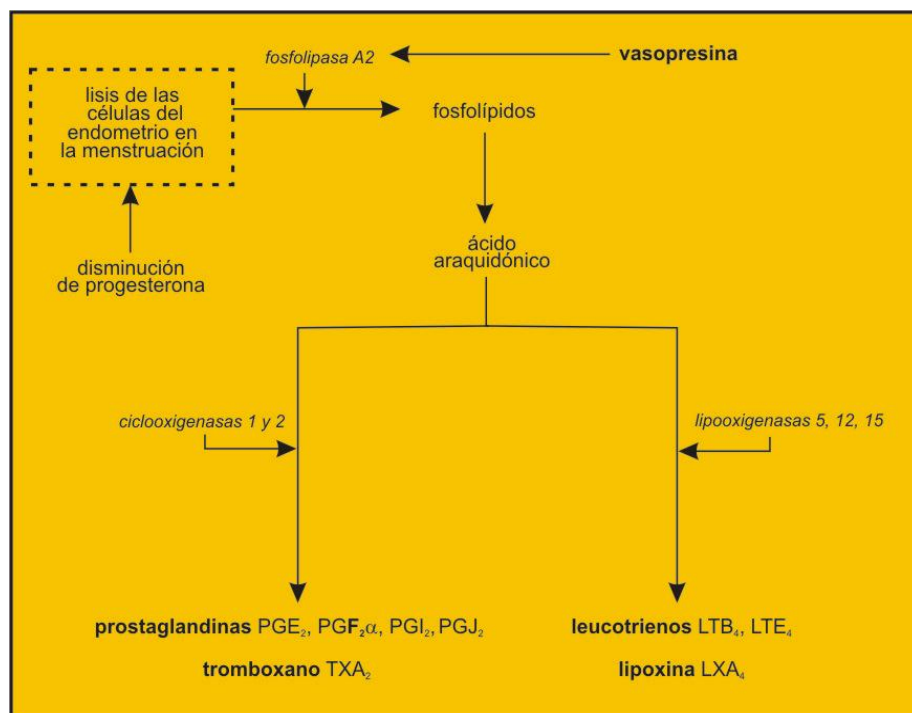 fosfolipasa A2
vasopresina
lisis de las
células del
endometrio en
la menstruación
fosfolípidos
ácido
araquidónico
disminución
de progesterona
ciclooxigenasas 1 y 2
lipooxigenasas 5, 12, 15
prostaglandinas PGE₂, PGF₂α, PGI₂, PGJ₂
tromboxano TXA₂
leucotrienos LTB₄, LTE₄
lipoxina LXA₄